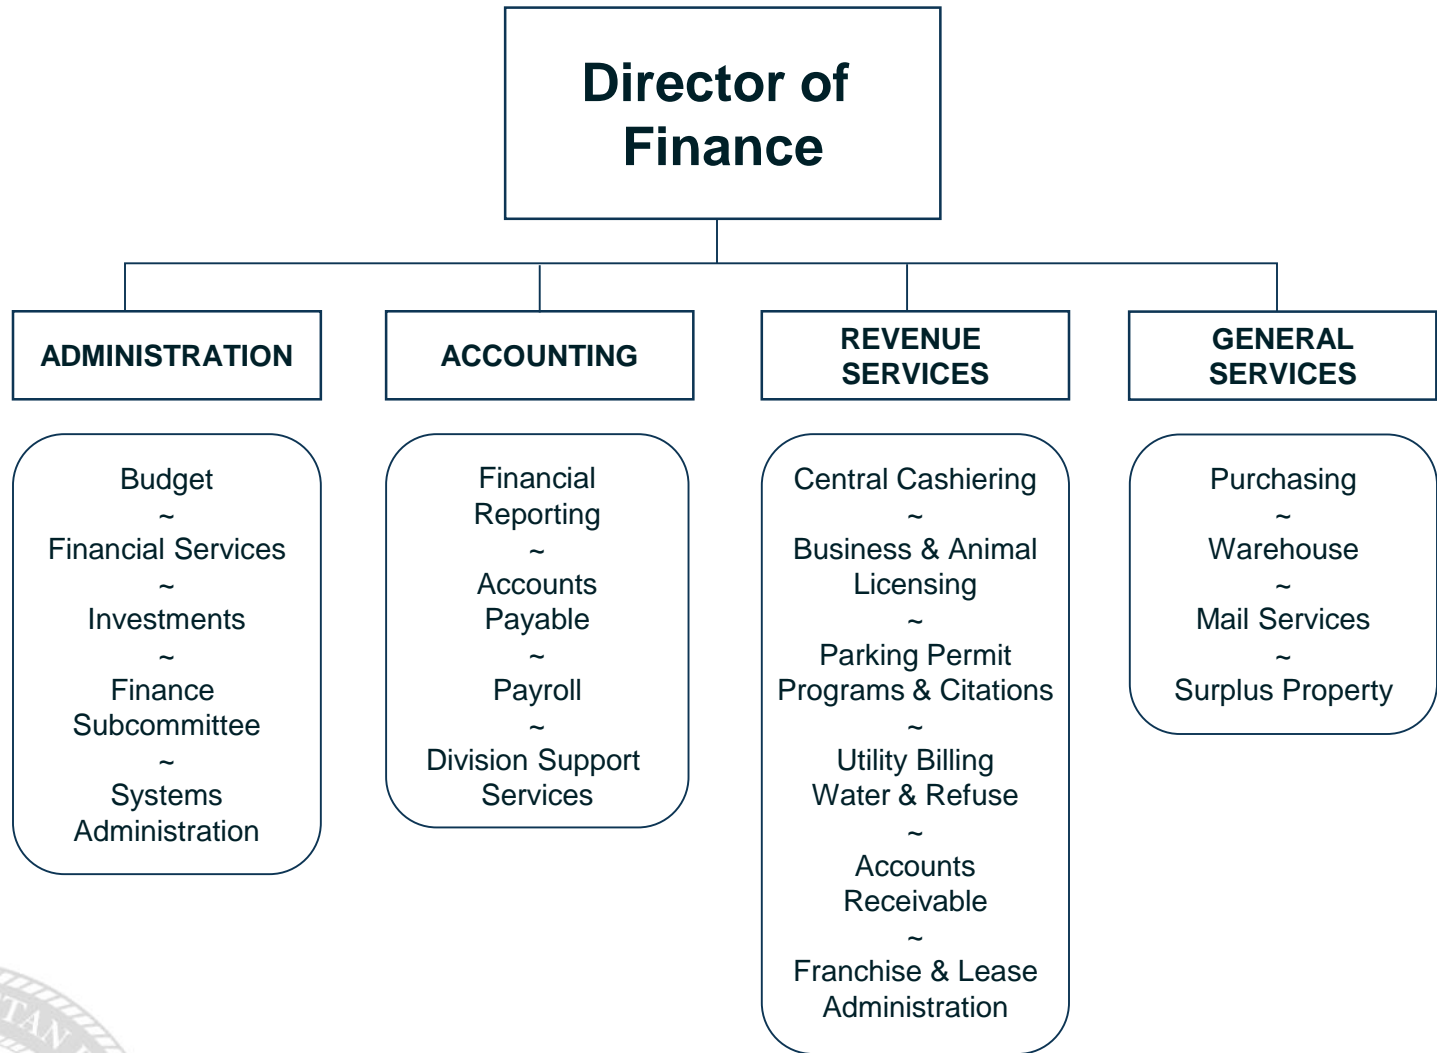 Director of
Finance
ADMINISTRATION
ACCOUNTING
REVENUE
SERVICES
GENERAL
SERVICES
Budget
~
Financial Services
~
Investments
~
Finance
Subcommittee
~
Systems
Administration
Financial
Reporting
~
Accounts
Payable
~
Payroll
~
Division Support
Services
Central Cashiering
~
Business & Animal
Licensing
~
Parking Permit
Programs & Citations
~
Utility Billing
Water & Refuse
~
Accounts
Receivable
~
Franchise & Lease
Administration
Purchasing
~
Warehouse
~
Mail Services
~
Surplus Property